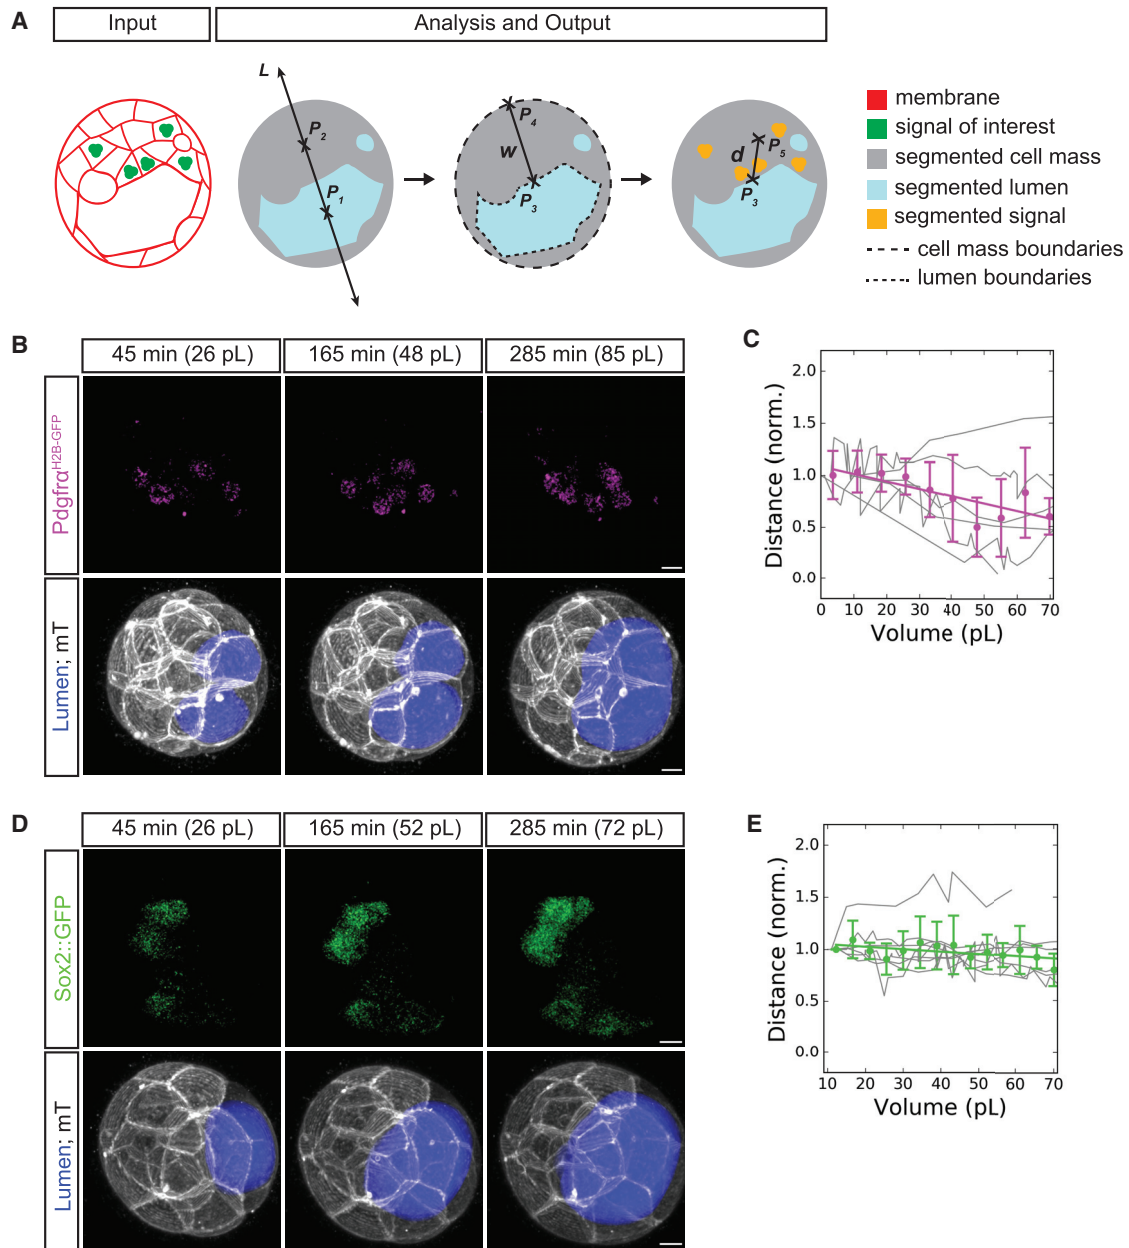 A
Input
Analysis and Output
L
P2
P1
P4
w
P3
d
P5
P3
membrane
signal of interest
segmented cell mass
segmented lumen
segmented signal
cell mass boundaries
lumen boundaries
B
45 min (26 pL)
165 min (48 pL)
285 min (85 pL)
PdgfrαH2B-GFP
Lumen; mT
C
2.0
1.5
1.0
0.5
0.0
Distance (norm.)
0 10 20 30 40 50 60 70
Volume (pL)
D
45 min (26 pL)
165 min (52 pL)
285 min (72 pL)
Sox2::GFP
Lumen; mT
E
2.0
1.5
1.0
0.5
0.0
Distance (norm.)
10 20 30 40 50 60 70
Volume (pL)